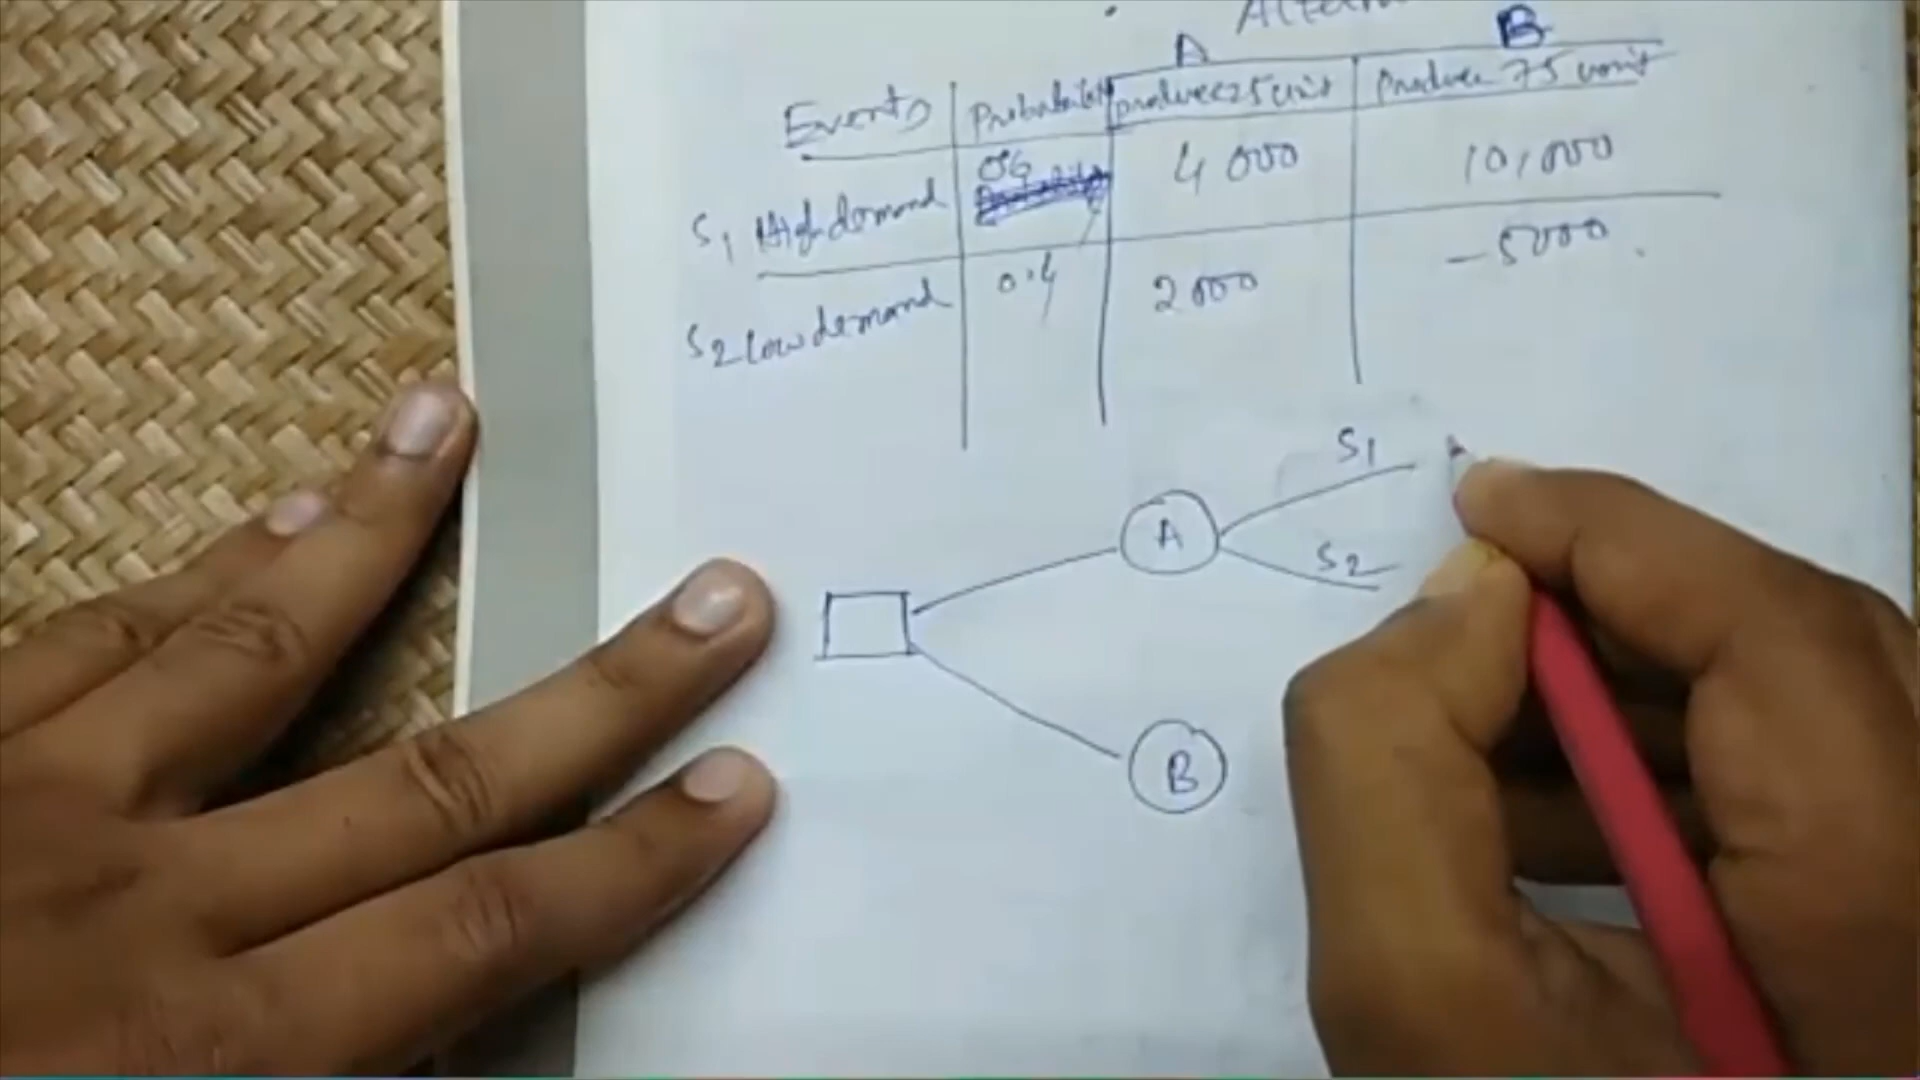 A B
Events Probability produce 25 unit Produce 75 unit
S1 High demand 0.6 4000 10,000
S2 Low demand 0.4 2000 -5000
S1
A
S2
B